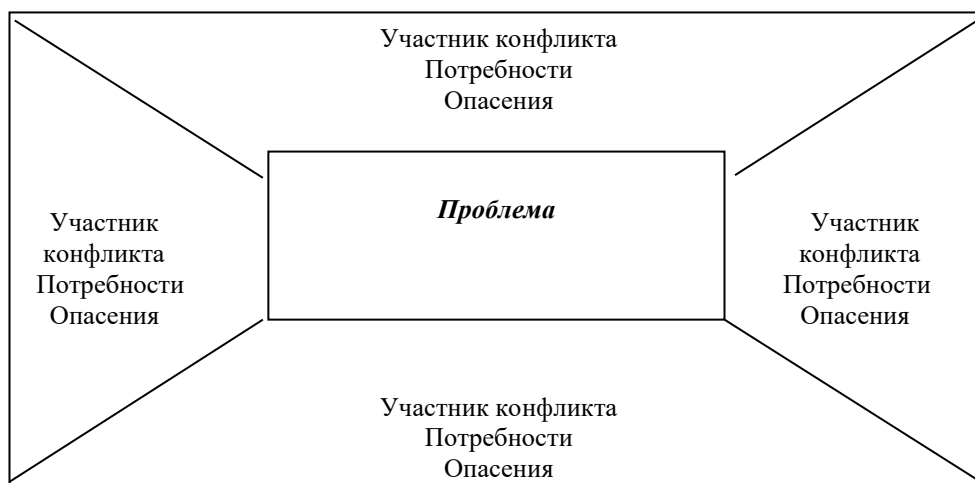 Участник конфликта
Потребности
Опасения
Проблема
Участник
конфликта
Потребности
Опасения
Участник
конфликта
Потребности
Опасения
Участник конфликта
Потребности
Опасения